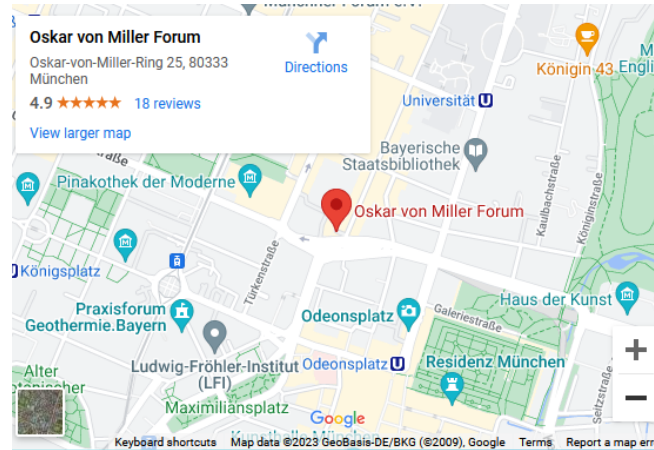 Oskar von Miller Forum
Oskar-von-Miller-Ring 25, 80333
München
4.9
18 reviews
View larger map
Directions
Königin 43
Engli
Universität U
Bayerische
Staatsbibliothek
Pinakothek der Moderne
Oskar von Miller Forum
Kaulbachstraße
Königinstraße
Türkenstraße
Königsplatz
Praxisforum
Geothermie.Bayern
Odeonsplatz
Galeriestraße
Haus der Kunst
Ludwig-Fröhler-Institut
(LFI)
Odeonsplatz U
Residenz München
Alter
Maximiliansplatz
Seitzstraße
Google
Keyboard shortcuts
Map data ©2023 GeoBasis-DE/BKG (©2009), Google
Terms
Report a map err